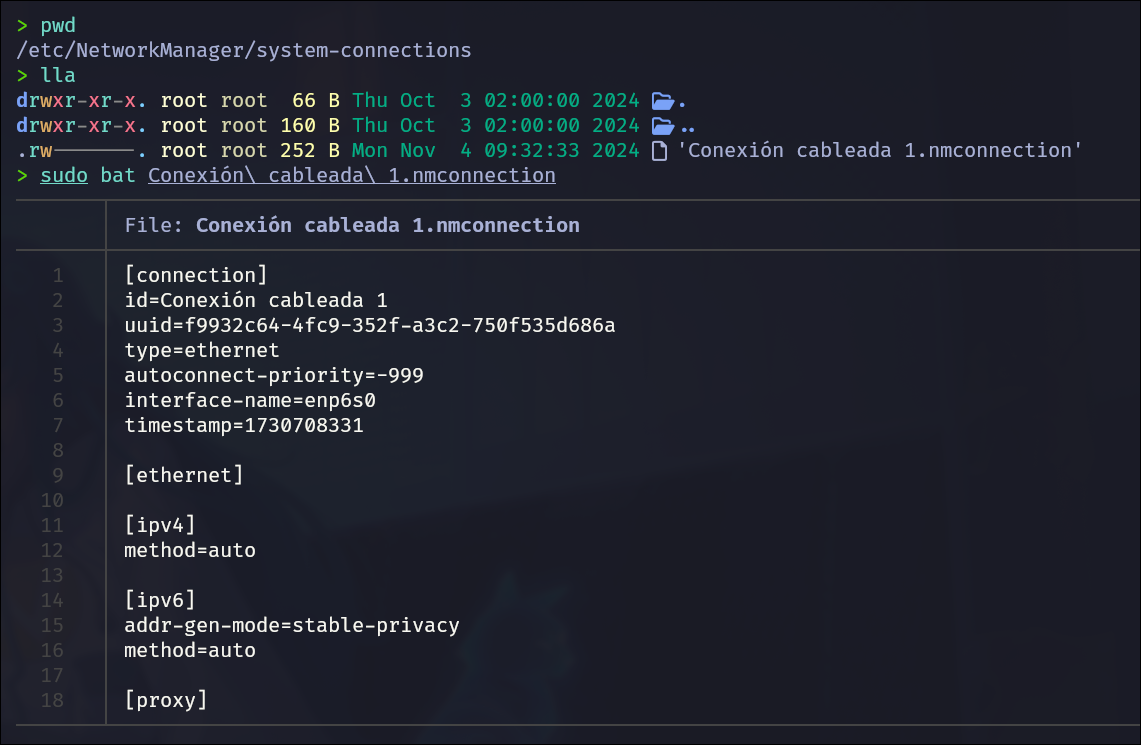 > pwd
/etc/NetworkManager/system-connections
> lla
drwxr-xr-x. root root  66 B Thu Oct  3 02:00:00 2024 .
drwxr-xr-x. root root 160 B Thu Oct  3 02:00:00 2024 ..
.rw-------. root root 252 B Mon Nov  4 09:32:33 2024 'Conexión cableada 1.nmconnection'
> sudo bat Conexión\ cableada\ 1.nmconnection
File: Conexión cableada 1.nmconnection
1 [connection]
2 id=Conexión cableada 1
3 uuid=f9932c64-4fc9-352f-a3c2-750f535d686a
4 type=ethernet
5 autoconnect-priority=-999
6 interface-name=enp6s0
7 timestamp=1730708331
8
9 [ethernet]
10
11 [ipv4]
12 method=auto
13
14 [ipv6]
15 addr-gen-mode=stable-privacy
16 method=auto
17
18 [proxy]